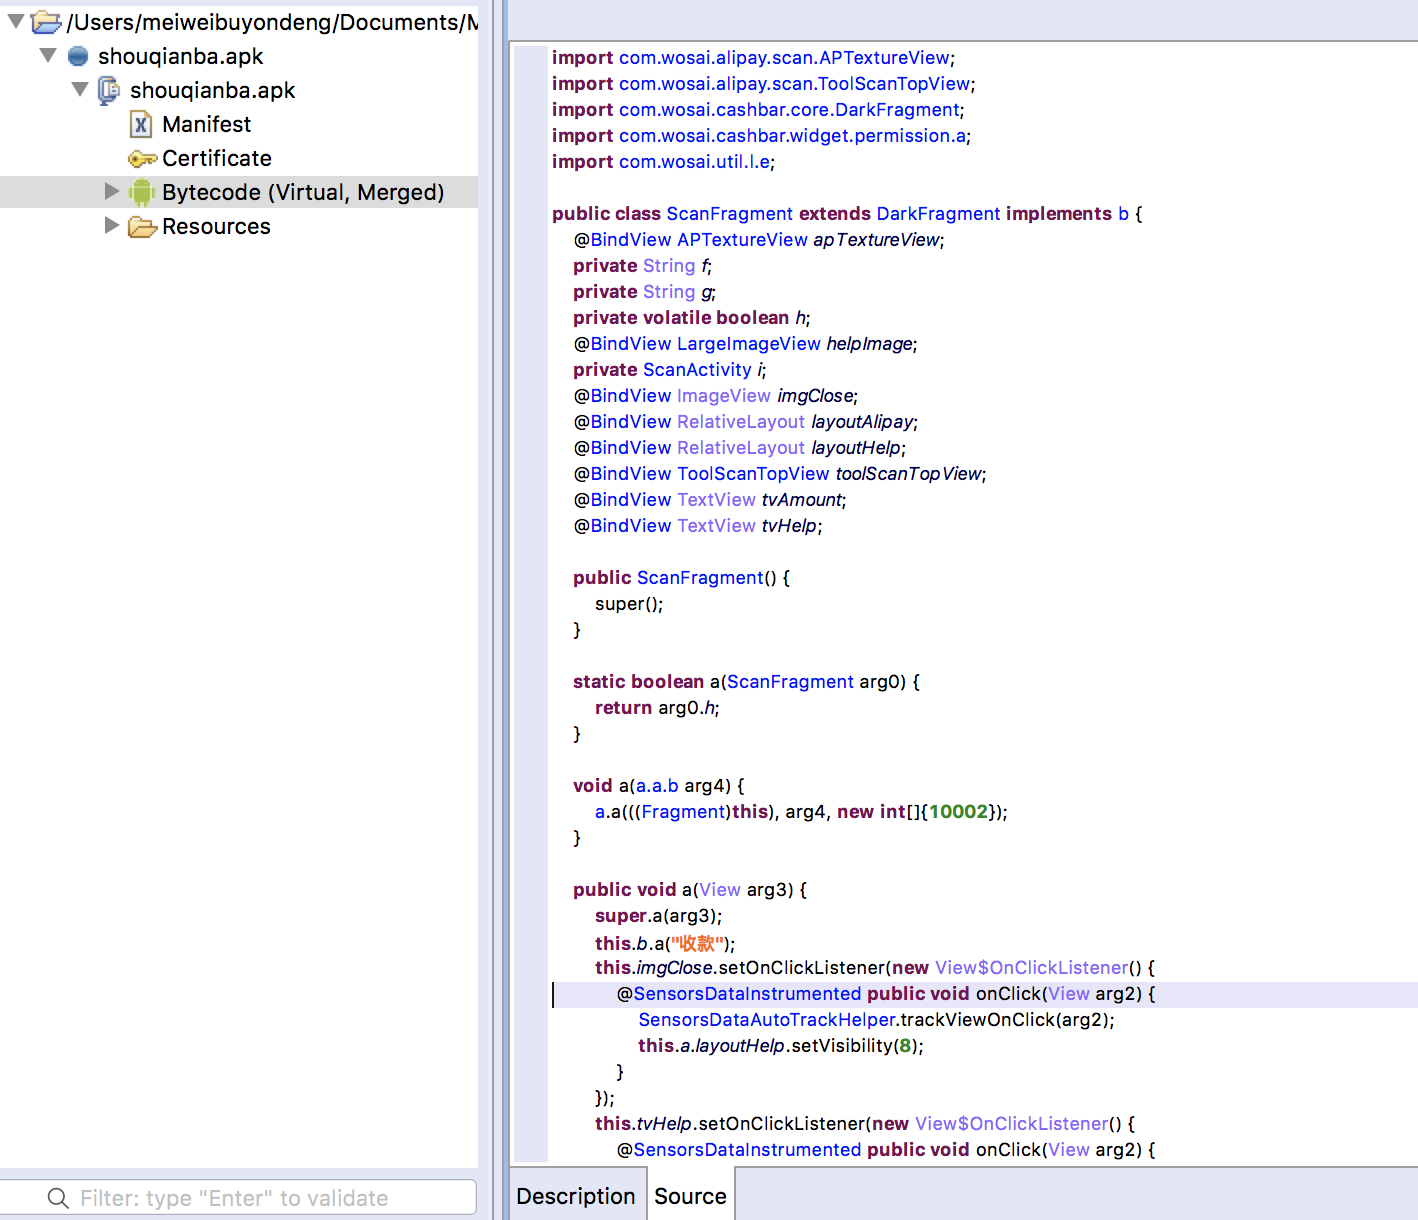 /Users/meiweibuyondeng/Documents/M
shouqianba.apk
shouqianba.apk
Manifest
Certificate
Bytecode (Virtual, Merged)
Resources
Filter: type "Enter" to validate
import com.wosai.alipay.scan.APTextureView;
import com.wosai.alipay.scan.ToolScanTopView;
import com.wosai.cashbar.core.DarkFragment;
import com.wosai.cashbar.widget.permission.a;
import com.wosai.util.l.e;
public class ScanFragment extends DarkFragment implements b {
@BindView APTextureView apTextureView;
private String f;
private String g;
private volatile boolean h;
@BindView LargeImageView helpImage;
private ScanActivity i;
@BindView ImageView imgClose;
@BindView RelativeLayout layoutAlipay;
@BindView RelativeLayout layoutHelp;
@BindView ToolScanTopView toolScanTopView;
@BindView TextView tvAmount;
@BindView TextView tvHelp;
public ScanFragment() {
super();
}
static boolean a(ScanFragment arg0) {
return arg0.h;
}
void a(a.a.b arg4) {
a.a(((Fragment)this), arg4, new int[]{10002});
}
public void a(View arg3) {
super.a(arg3);
this.b.a("收款");
this.imgClose.setOnClickListener(new View$OnClickListener() {
@SensorsDataInstrumented public void onClick(View arg2) {
SensorsDataAutoTrackHelper.trackViewOnClick(arg2);
this.a.layoutHelp.setVisibility(8);
}
});
this.tvHelp.setOnClickListener(new View$OnClickListener() {
@SensorsDataInstrumented public void onClick(View arg2) {
Description
Source